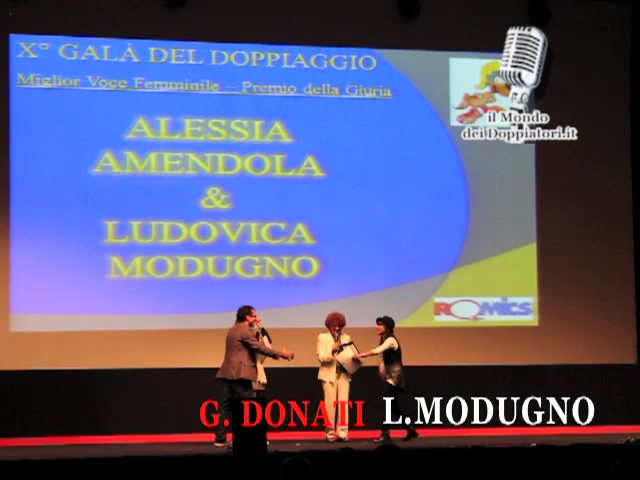 X° GALÀ DEL DOPPIAGGIO
Miglior Voce Femminile – Premio della Giuria
ALESSIA
AMENDOLA
&
LUDOVICA
MODUGNO
il Mondo
dei Doppiatori.it
ROMICS
G. DONATI L.MODUGNO